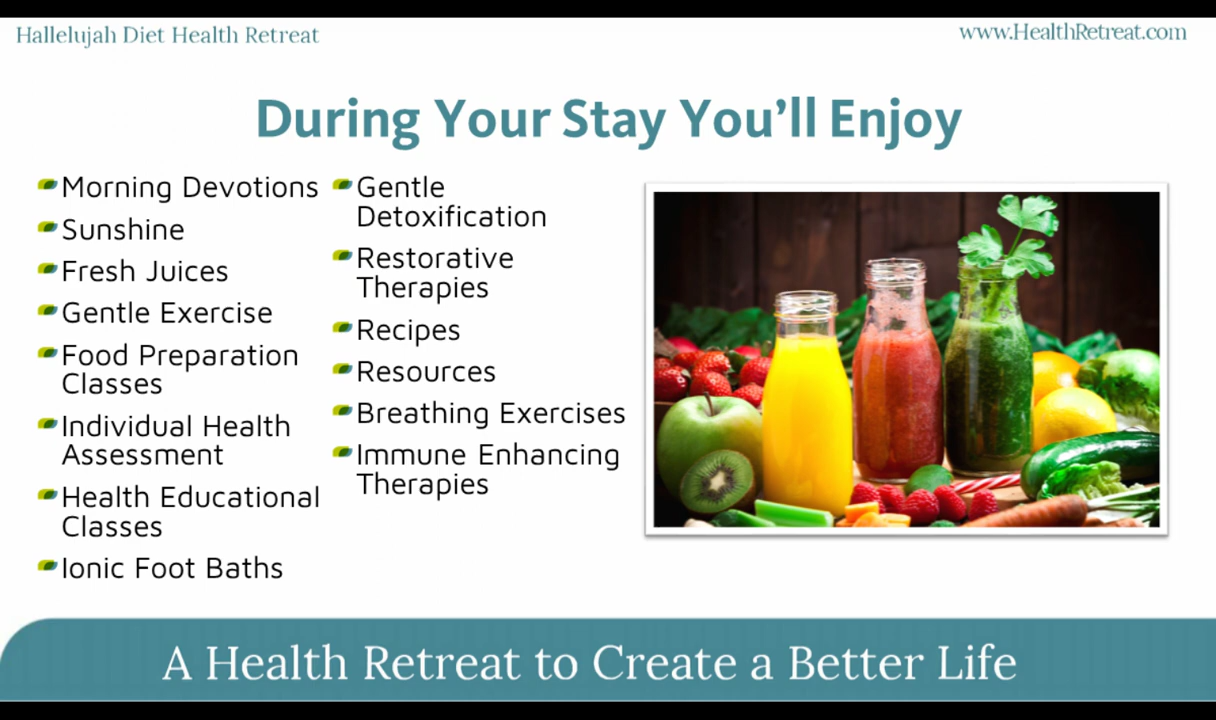 Hallelujah Diet Health Retreat
www.HealthRetreat.com
During Your Stay You’ll Enjoy
Morning Devotions
Sunshine
Fresh Juices
Gentle Exercise
Food Preparation
Classes
Individual Health
Assessment
Health Educational
Classes
Ionic Foot Baths
Gentle
Detoxification
Restorative
Therapies
Recipes
Resources
Breathing Exercises
Immune Enhancing
Therapies
A Health Retreat to Create a Better Life